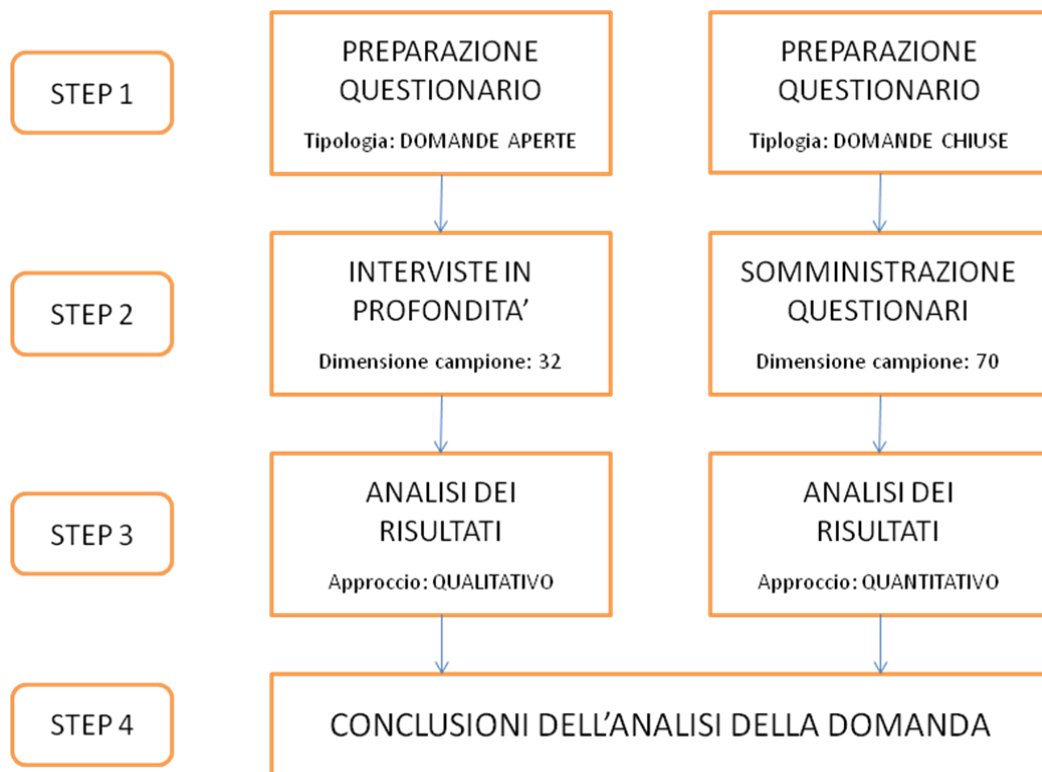 STEP 1
PREPARAZIONE
QUESTIONARIO
Tipologia: DOMANDE APERTE
PREPARAZIONE
QUESTIONARIO
Tiplogia: DOMANDE CHIUSE
STEP 2
INTERVISTE IN
PROFONDITA’
Dimensione campione: 32
SOMMINISTRAZIONE
QUESTIONARI
Dimensione campione: 70
STEP 3
ANALISI DEI
RISULTATI
Approccio: QUALITATIVO
ANALISI DEI
RISULTATI
Approccio: QUANTITATIVO
STEP 4
CONCLUSIONI DELL’ANALISI DELLA DOMANDA